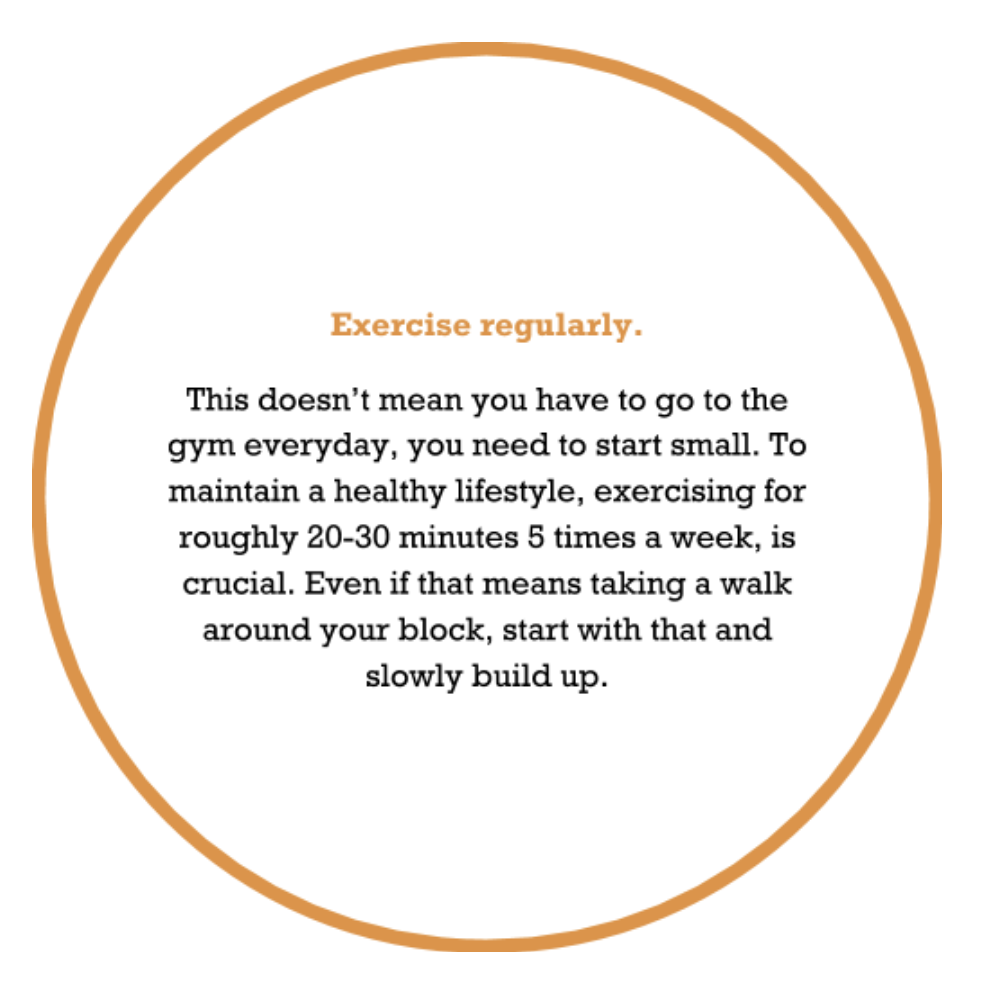 Exercise regularly.
This doesn’t mean you have to go to the
gym everyday, you need to start small. To
maintain a healthy lifestyle, exercising for
roughly 20-30 minutes 5 times a week, is
crucial. Even if that means taking a walk
around your block, start with that and
slowly build up.